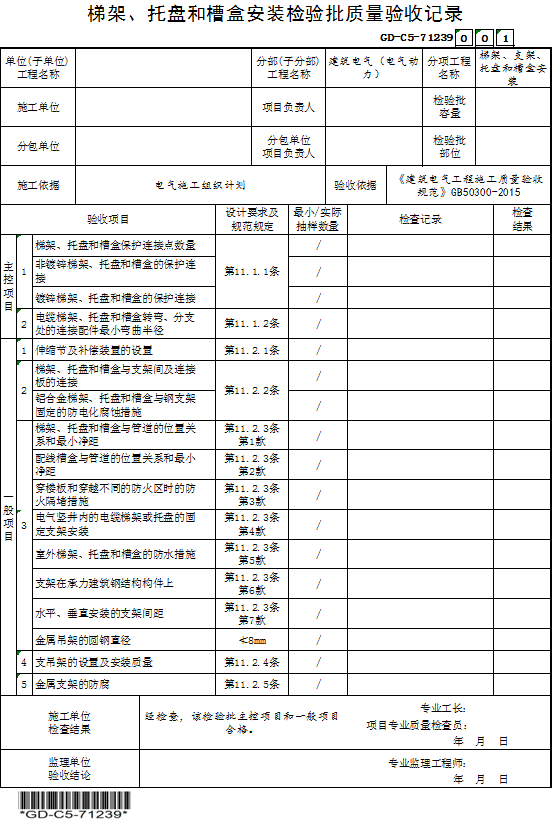 梯架、托盘和槽盒安装检验批质量验收记录
GD-C5-71239 0 0 1
单位(子单位)
工程名称
分部(子分部)
工程名称
建筑电气（电气动
力）
分项工程
名称
梯架、支架、
托盘和槽盒安
装
施工单位
项目负责人
检验批
容量
分包单位
分包单位
项目负责人
检验批
部位
施工依据
电气施工组织计划
验收依据
《建筑电气工程施工质量验收
规范》GB50300-2015
验收项目
设计要求及
规范规定
最小/实际
抽样数量
检查记录
检查
结果
主控项目
1
梯架、托盘和槽盒保护连接点数量
第11.1.1条
/
非镀锌梯架、托盘和槽盒的保护连
接
/
镀锌梯架、托盘和槽盒的保护连接
/
2
电缆梯架、托盘和槽盒转弯、分支
处的连接配件最小弯曲半径
第11.1.2条
/
一般项目
1
伸缩节及补偿装置的设置
第11.2.1条
/
2
梯架、托盘和槽盒与支架间及连接
板的连接
第11.2.2条
/
铝合金梯架、托盘和槽盒与钢支架
固定的防电化腐蚀措施
/
3
梯架、托盘和槽盒与管道的位置关
系和最小净距
第11.2.3条
第1款
/
配线槽盒与管道的位置关系和最小
净距
第11.2.3条
第2款
/
穿楼板和穿越不同的防火区时的防
火隔堵措施
第11.2.3条
第3款
/
电气竖井内的电缆梯架或托盘的固
定支架安装
第11.2.3条
第4款
/
室外梯架、托盘和槽盒的防水措施
第11.2.3条
第5款
/
支架在承力建筑钢结构构件上
第11.2.3条
第6款
/
水平、垂直安装的支架间距
第11.2.3条
第7款
/
金属吊架的圆钢直径
≮8mm
/
4
支吊架的设置及安装质量
第11.2.4条
/
5
金属支架的防腐
第11.2.5条
/
施工单位
检查结果
经检查，该检验批主控项目和一般项目
合格。
专业工长：
项目专业质量检查员：
年 月 日
监理单位
验收结论
专业监理工程师：
年 月 日
*GD-C5-71239*